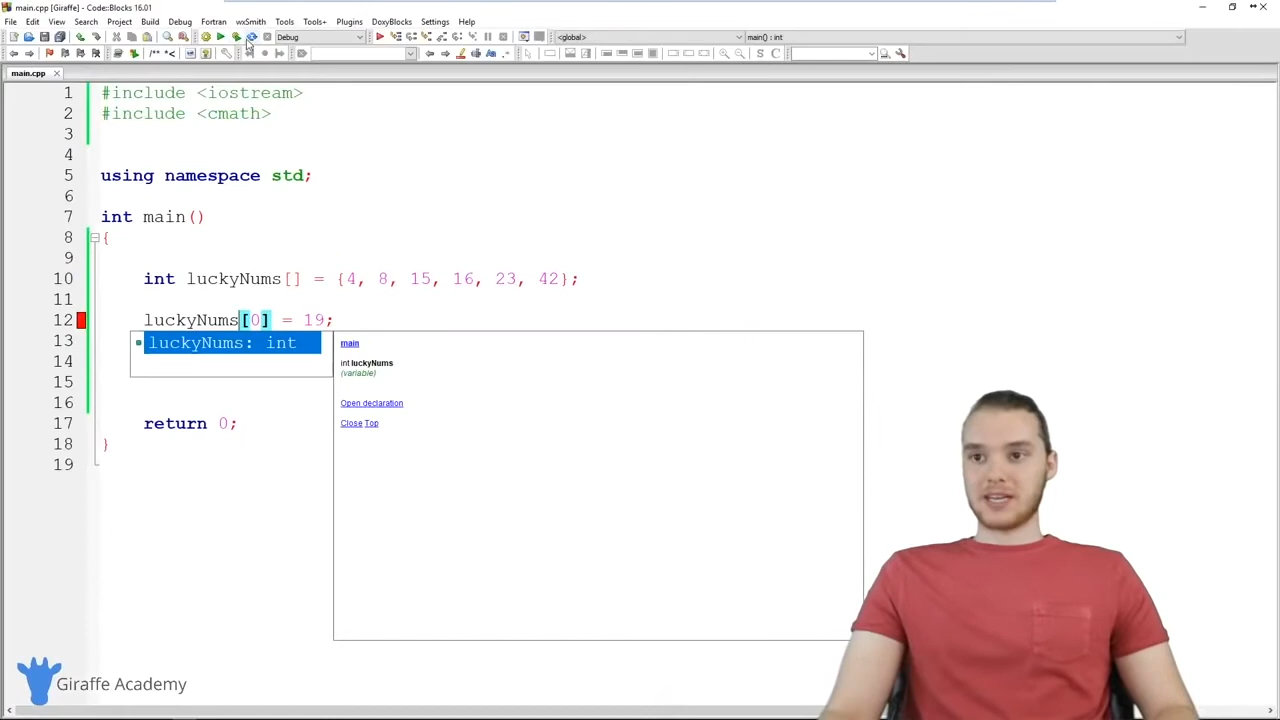 main.cpp [Giraffe] - Code::Blocks 16.01
File Edit View Search Project Build Debug Fortran wxSmith Tools Tools+ Plugins DoxyBlocks Settings Help
Debug <global> main() : int
/** *< S C
main.cpp
1 #include <iostream>
2 #include <cmath>
3
4
5 using namespace std;
6
7 int main()
8 {
9
10 int luckyNums[] = {4, 8, 15, 16, 23, 42};
11
12 luckyNums[0] = 19;
13 luckyNums: int
main
14
int luckyNums
(variable)
15
16
Open declaration
17 return 0;
Close Top
18 }
19
Giraffe Academy